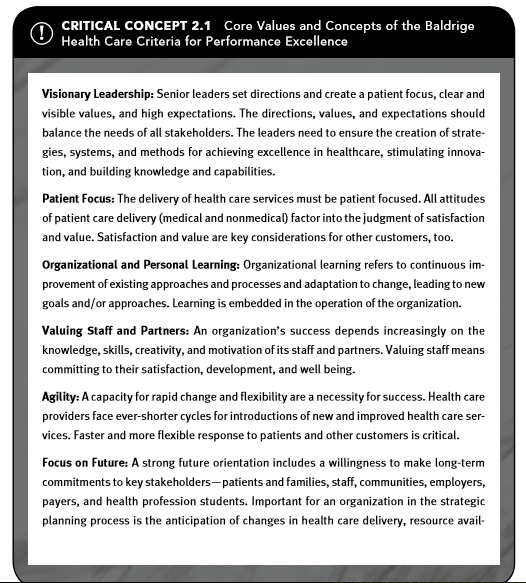 ! CRITICAL CONCEPT 2.1 Core Values and Concepts of the Baldrige
Health Care Criteria for Performance Excellence
Visionary Leadership: Senior leaders set directions and create a patient focus, clear and
visible values, and high expectations. The directions, values, and expectations should
balance the needs of all stakeholders. The leaders need to ensure the creation of strate-
gies, systems, and methods for achieving excellence in healthcare, stimulating innova-
tion, and building knowledge and capabilities.
Patient Focus: The delivery of health care services must be patient focused. All attitudes
of patient care delivery (medical and nonmedical) factor into the judgment of satisfaction
and value. Satisfaction and value are key considerations for other customers, too.
Organizational and Personal Learning: Organizational learning refers to continuous im-
provement of existing approaches and processes and adaptation to change, leading to new
goals and/or approaches. Learning is embedded in the operation of the organization.
Valuing Staff and Partners: An organization's success depends increasingly on the
knowledge, skills, creativity, and motivation of its staff and partners. Valuing staff means
committing to their satisfaction, development, and well being.
Agility: A capacity for rapid change and flexibility are a necessity for success. Health care
providers face ever-shorter cycles for introductions of new and improved health care ser-
vices. Faster and more flexible response to patients and other customers is critical.
Focus on Future: A strong future orientation includes a willingness to make long-term
commitments to key stakeholders—patients and families, staff, communities, employers,
payers, and health profession students. Important for an organization in the strategic
planning process is the anticipation of changes in health care delivery, resource avail-